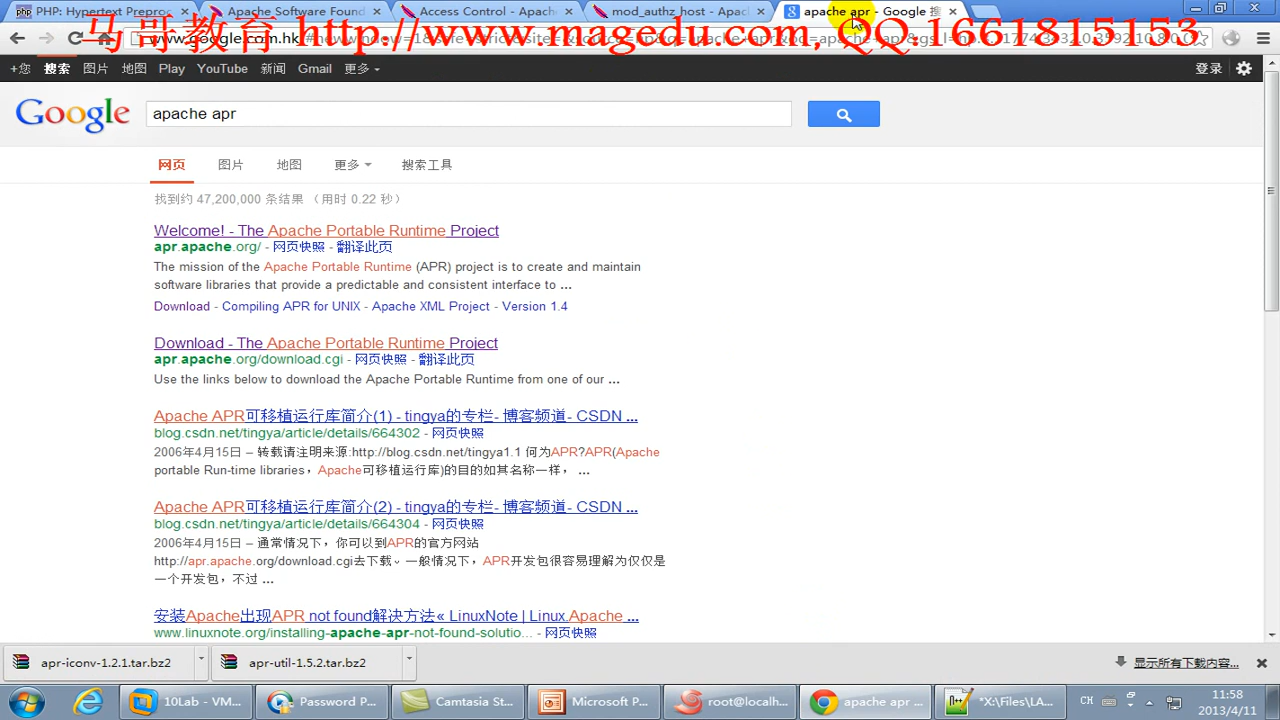 PHP: Hypertext Preproc
Apache Software Found
Access Control - Apache
mod_authz_host - Apac
apache apr - Google 搜
马哥教育 http://www.magedu.com, QQ:1661815153
www.google.com.hk
+您 搜索 图片 地图 Play YouTube 新闻 Gmail 更多 登录
Google apache apr
网页 图片 地图 更多 搜索工具
找到约 47,200,000 条结果 （用时 0.22 秒）
Welcome! - The Apache Portable Runtime Project
apr.apache.org/ - 网页快照 - 翻译此页
The mission of the Apache Portable Runtime (APR) project is to create and maintain
software libraries that provide a predictable and consistent interface to ...
Download - Compiling APR for UNIX - Apache XML Project - Version 1.4
Download - The Apache Portable Runtime Project
apr.apache.org/download.cgi - 网页快照 - 翻译此页
Use the links below to download the Apache Portable Runtime from one of our ...
Apache APR可移植运行库简介(1) - tingya的专栏- 博客频道- CSDN ...
blog.csdn.net/tingya/article/details/664302 - 网页快照
2006年4月15日 – 转载请注明来源:http://blog.csdn.net/tingya1.1 何为APR?APR(Apache
portable Run-time libraries，Apache可移植运行库)的目的如其名称一样， ...
Apache APR可移植运行库简介(2) - tingya的专栏- 博客频道- CSDN ...
blog.csdn.net/tingya/article/details/664304 - 网页快照
2006年4月15日 – 通常情况下，你可以到APR的官方网站
http://apr.apache.org/download.cgi去下载。一般情况下，APR开发包很容易理解为仅仅是
一个开发包，不过 ...
安装Apache出现APR not found解决方法« LinuxNote | Linux.Apache ...
www.linuxnote.org/installing-apache-apr-not-found-solutio... - 网页快照
apr-iconv-1.2.1.tar.bz2 apr-util-1.5.2.tar.bz2 显示所有下载内容...
10Lab - VM... Password P... Camtasia St... Microsoft P... root@localh... apache apr ... *X:\Files\LA... CH 11:58
2013/4/11